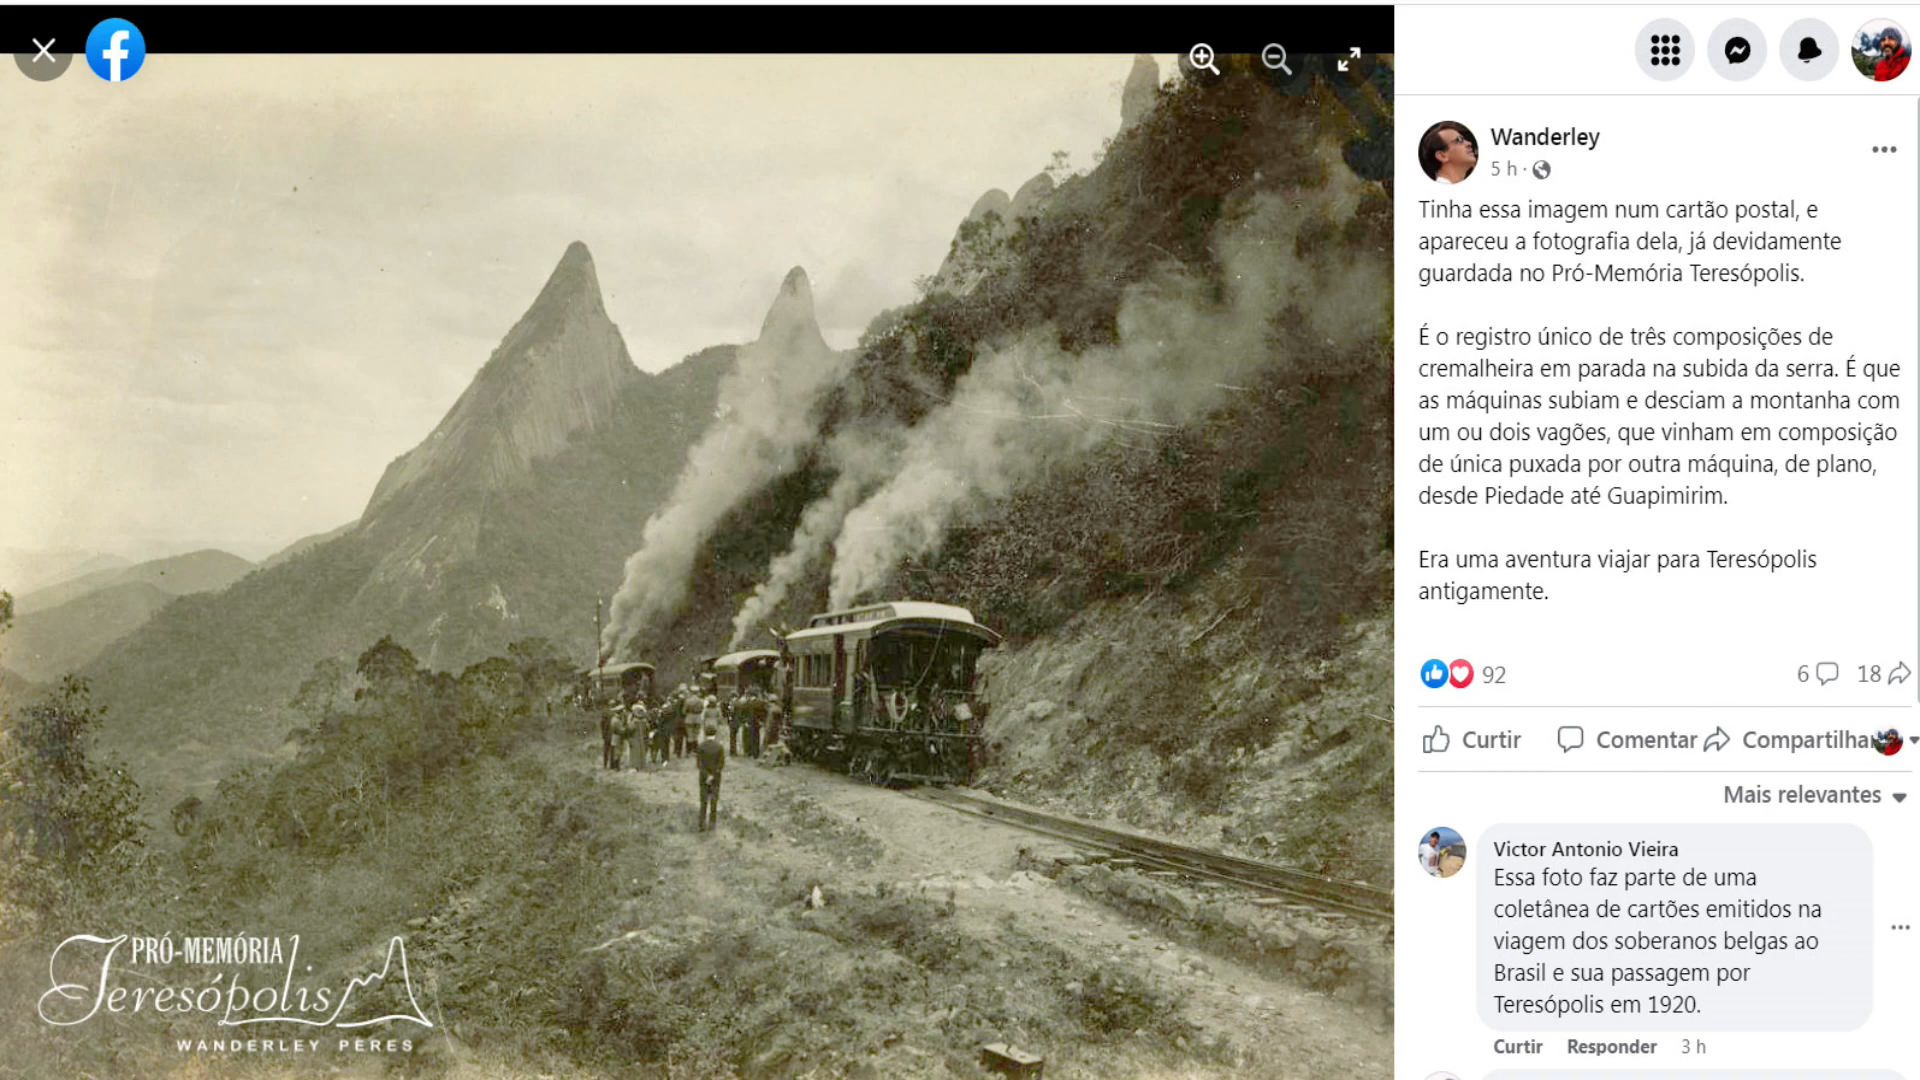 PRÓ-MEMÓRIA
Teresópolis
WANDERLEY PERES
Wanderley
5 h ·
Tinha essa imagem num cartão postal, e
apareceu a fotografia dela, já devidamente
guardada no Pró-Memória Teresópolis.
É o registro único de três composições de
cremalheira em parada na subida da serra. É que
as máquinas subiam e desciam a montanha com
um ou dois vagões, que vinham em composição
de única puxada por outra máquina, de plano,
desde Piedade até Guapimirim.
Era uma aventura viajar para Teresópolis
antigamente.
92
6
18
Curtir
Comentar
Compartilha
Mais relevantes
Victor Antonio Vieira
Essa foto faz parte de uma
coletânea de cartões emitidos na
viagem dos soberanos belgas ao
Brasil e sua passagem por
Teresópolis em 1920.
Curtir Responder 3 h